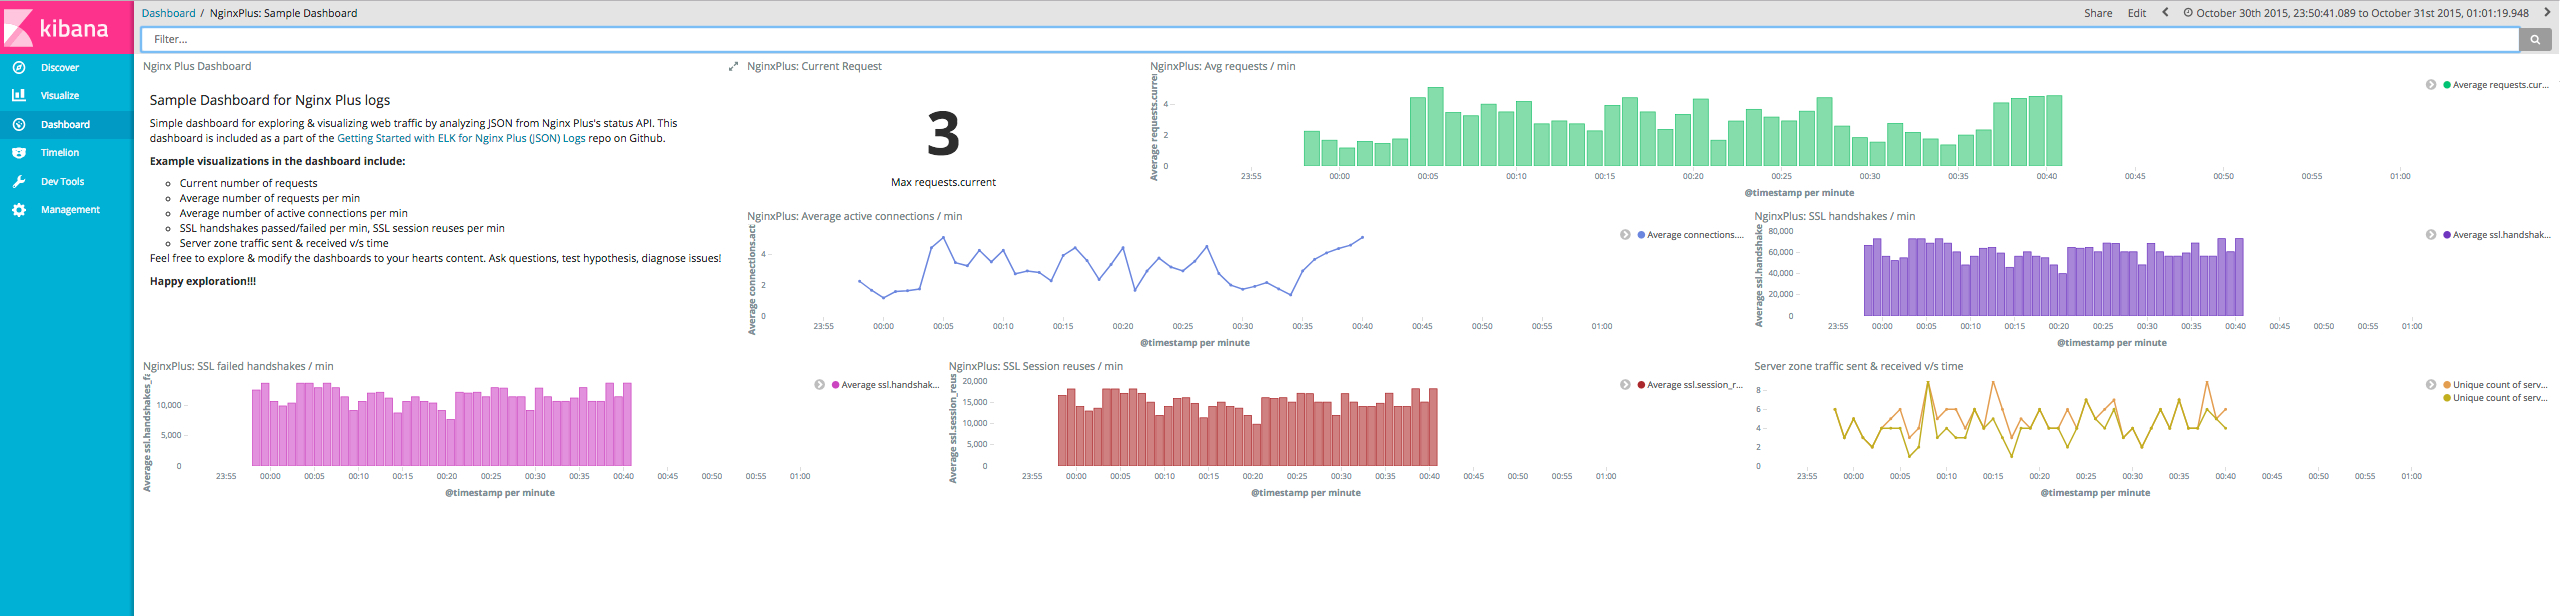 kibana
Discover
Visualize
Dashboard
Timelion
Dev Tools
Management
Dashboard / NginxPlus: Sample Dashboard
Share Edit October 30th 2015, 23:50:41.089 to October 31st 2015, 01:01:19.948
Filter...
Nginx Plus Dashboard
Sample Dashboard for Nginx Plus logs
Simple dashboard for exploring & visualizing web traffic by analyzing JSON from Nginx Plus's status API. This
dashboard is included as a part of the Getting Started with ELK for Nginx Plus (JSON) Logs repo on Github.
Example visualizations in the dashboard include:
Current number of requests
Average number of requests per min
Average number of active connections per min
SSL handshakes passed/failed per min, SSL session reuses per min
Server zone traffic sent & received v/s time
Feel free to explore & modify the dashboards to your hearts content. Ask questions, test hypothesis, diagnose issues!
Happy exploration!!!
NginxPlus: Current Request
3
Max requests.current
NginxPlus: Avg requests / min
Average requests.curre
4
2
0
23:55 00:00 00:05 00:10 00:15 00:20 00:25 00:30 00:35 00:40 00:45 00:50 00:55 01:00
@timestamp per minute
Average requests.cur...
NginxPlus: Average active connections / min
Average connections.act
4
2
0
23:55 00:00 00:05 00:10 00:15 00:20 00:25 00:30 00:35 00:40 00:45 00:50 00:55 01:00
@timestamp per minute
Average connections....
NginxPlus: SSL handshakes / min
Average ssl.handshake
80,000
60,000
40,000
20,000
0
23:55 00:00 00:05 00:10 00:15 00:20 00:25 00:30 00:35 00:40 00:45 00:50 00:55 01:00
@timestamp per minute
Average ssl.handshak...
NginxPlus: SSL failed handshakes / min
Average ssl.handshakes_fa
10,000
5,000
0
23:55 00:00 00:05 00:10 00:15 00:20 00:25 00:30 00:35 00:40 00:45 00:50 00:55 01:00
@timestamp per minute
Average ssl.handshak...
NginxPlus: SSL Session reuses / min
Average ssl.session_reus
20,000
15,000
10,000
5,000
0
23:55 00:00 00:05 00:10 00:15 00:20 00:25 00:30 00:35 00:40 00:45 00:50 00:55 01:00
@timestamp per minute
Average ssl.session_r...
Server zone traffic sent & received v/s time
8
6
4
2
0
23:55 00:00 00:05 00:10 00:15 00:20 00:25 00:30 00:35 00:40 00:45 00:50 00:55 01:00
@timestamp per minute
Unique count of serv...
Unique count of serv...